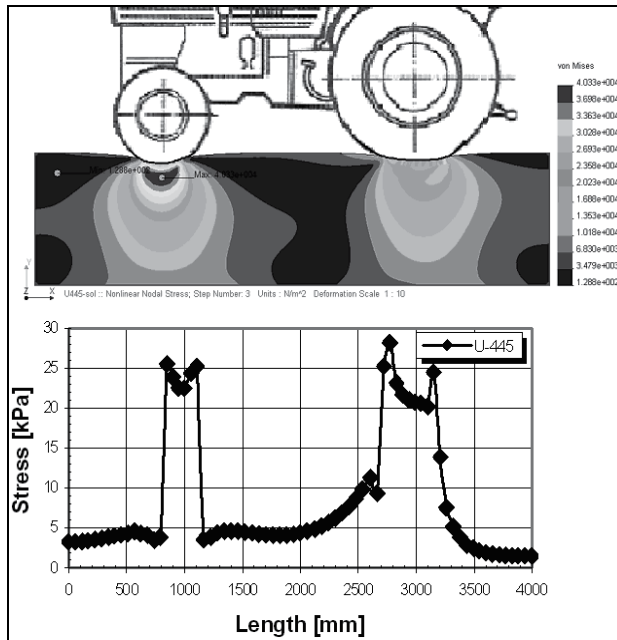 von Mises
4.033e+004
3.698e+004
3.363e+004
3.028e+004
2.693e+004
2.358e+004
2.023e+004
1.688e+004
1.353e+004
1.018e+004
6.830e+003
3.479e+003
1.288e+002
Min: 1.288e+002
Max: 4.033e+004
Y
Z X
U445-sol :: Nonlinear Nodal Stress; Step Number: 3 Units : N/m^2 Deformation Scale 1 : 10
U-445
Stress [kPa]
30
25
20
15
10
5
0
0 500 1000 1500 2000 2500 3000 3500 4000
Length [mm]